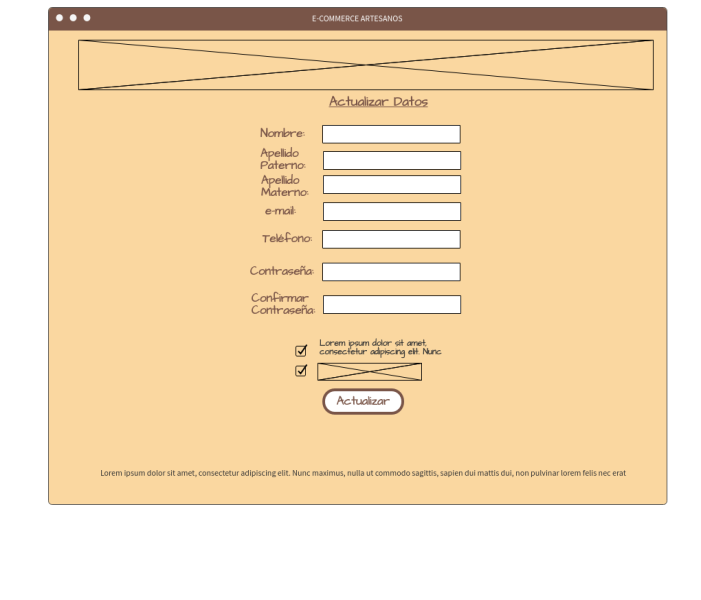 E-COMMERCE ARTESANOS
Actualizar Datos
Nombre:
Apellido
Paterno:
Apellido
Materno:
e-mail:
Teléfono:
Contraseña:
Confirmar
Contraseña:
Lorem ipsum dolor sit amet,
consectetur adipiscing elit. Nunc
Actualizar
Lorem ipsum dolor sit amet, consectetur adipiscing elit. Nunc maximus, nulla ut commodo sagittis, sapien dui mattis dui, non pulvinar lorem felis nec erat